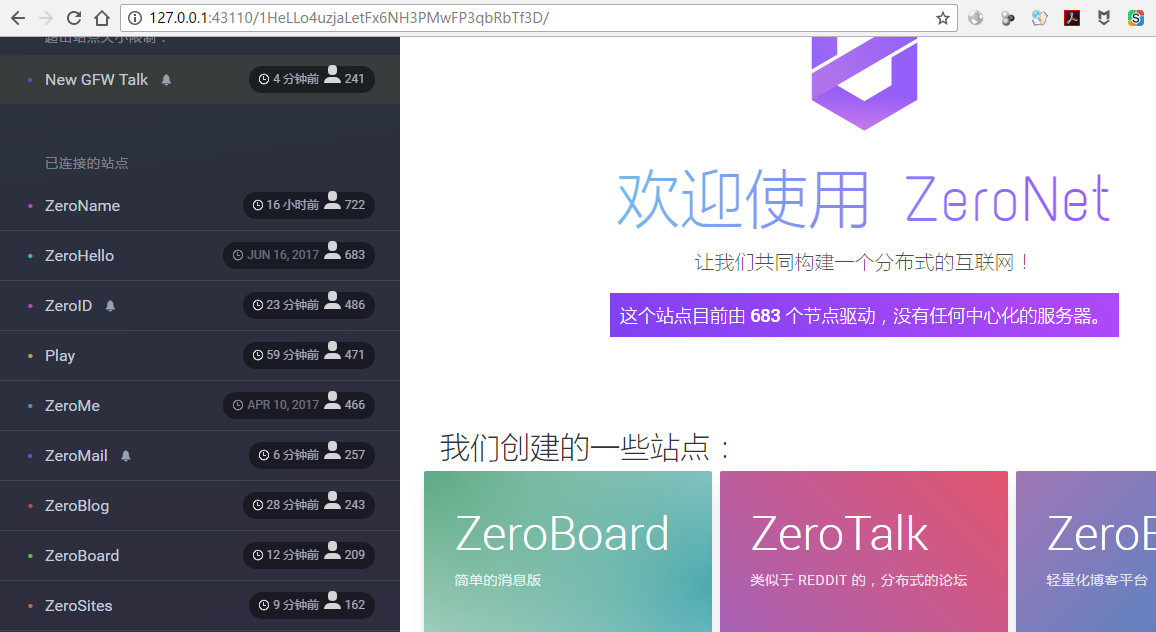 127.0.0.1:43110/1HeLLo4uzjaLetFx6NH3PMwFP3qbRbTf3D/
超出站点大小限制：
New GFW Talk 4 分钟前 241
已连接的站点
ZeroName 16 小时前 722
ZeroHello JUN 16, 2017 683
ZeroID 23 分钟前 486
Play 59 分钟前 471
ZeroMe APR 10, 2017 466
ZeroMail 6 分钟前 257
ZeroBlog 28 分钟前 243
ZeroBoard 12 分钟前 209
ZeroSites 9 分钟前 162
欢迎使用 ZeroNet
让我们共同构建一个分布式的互联网！
这个站点目前由 683 个节点驱动，没有任何中心化的服务器。
我们创建的一些站点：
ZeroBoard
简单的消息版
ZeroTalk
类似于 REDDIT 的，分布式的论坛
ZeroB
轻量化博客平台